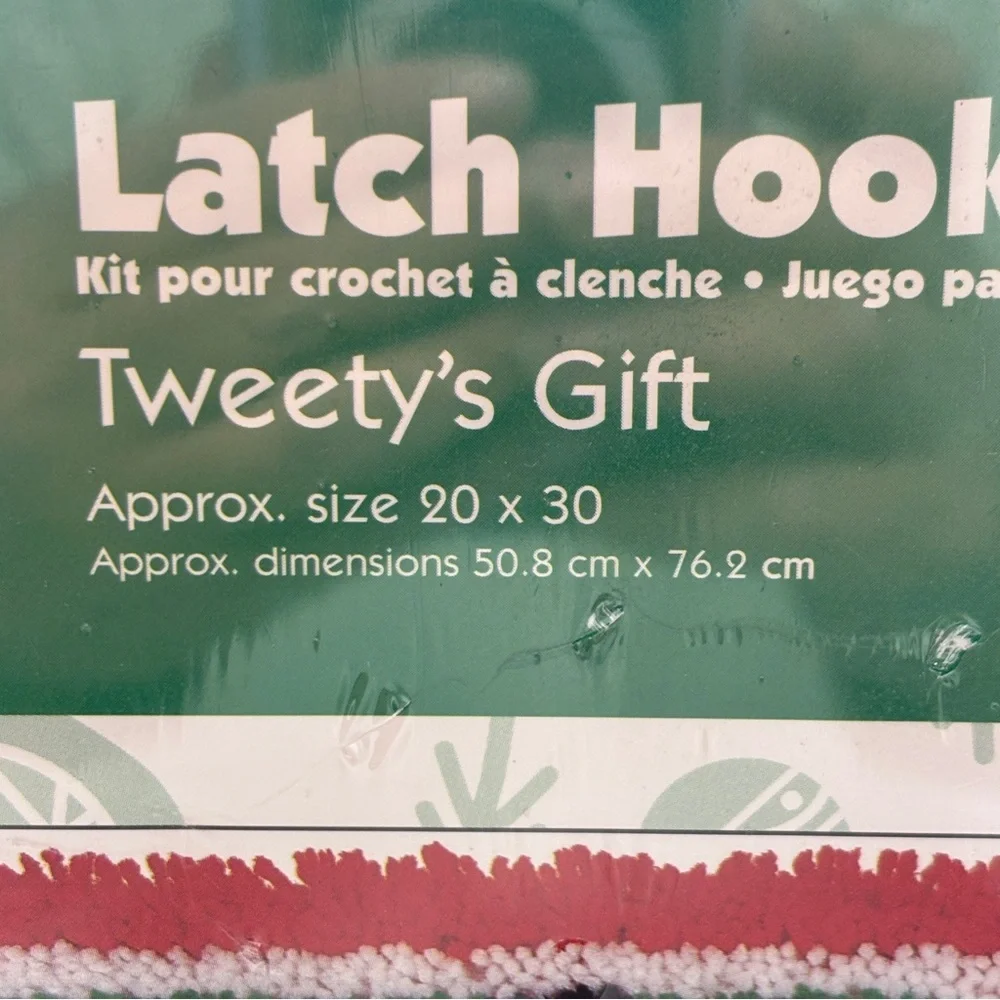 Latch Hook
Kit pour crochet à clenche • Juego pa
Tweety's Gift
Approx. size 20 x 30
Approx. dimensions 50.8 cm x 76.2 cm